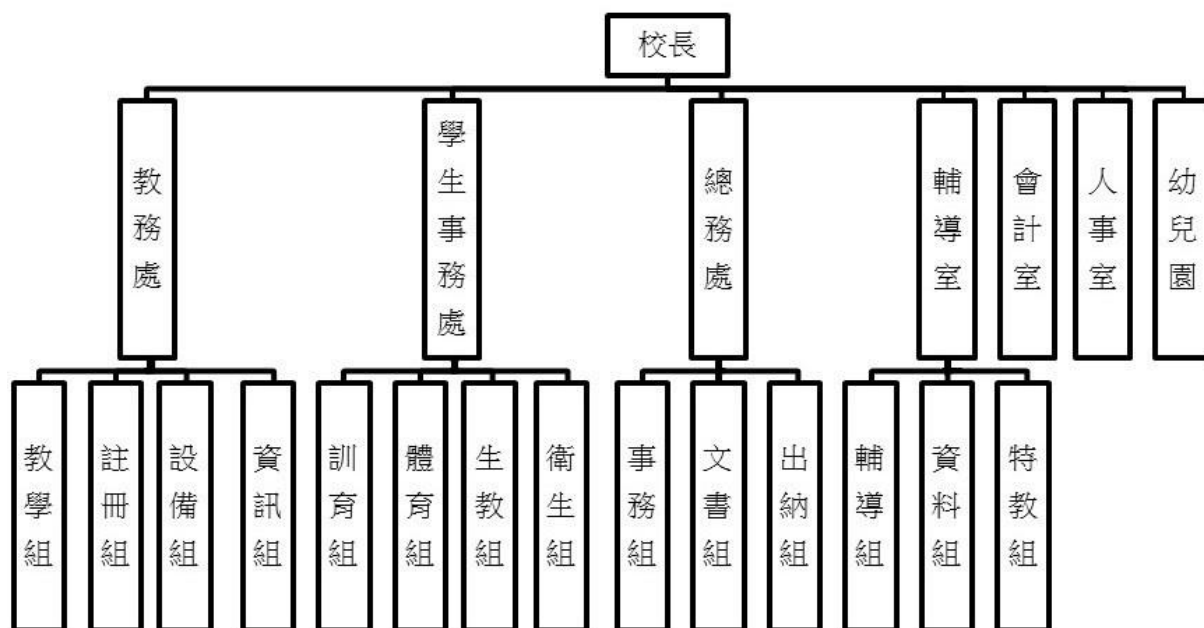 校長
教務處
學生事務處
總務處
輔導室
會計室
人事室
幼兒園
教學組
註冊組
設備組
資訊組
訓育組
體育組
生教組
衛生組
事務組
文書組
出納組
輔導組
資料組
特教組